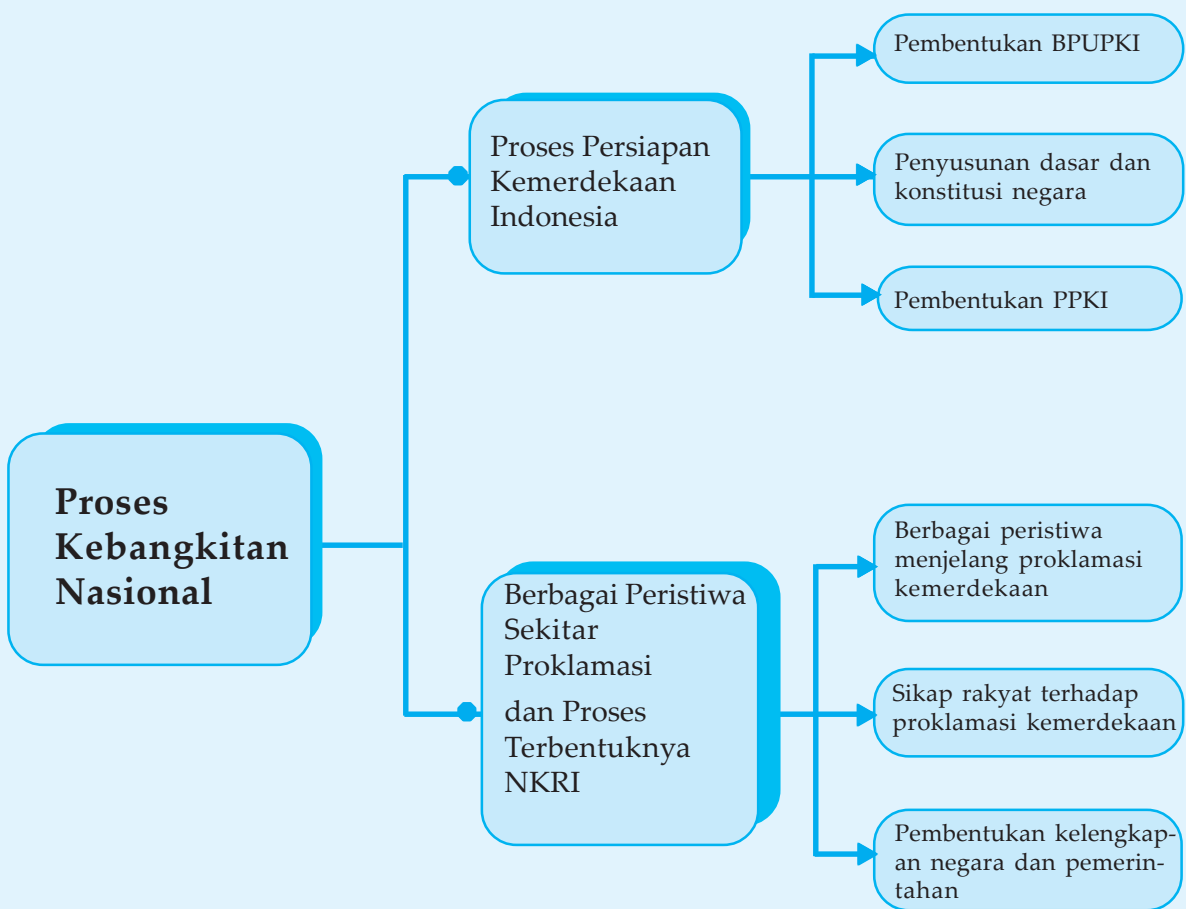 Proses
Kebangkitan
Nasional
Proses Persiapan
Kemerdekaan
Indonesia
Pembentukan BPUPKI
Penyusunan dasar dan
konstitusi negara
Pembentukan PPKI
Berbagai Peristiwa
Sekitar
Proklamasi
dan Proses
Terbentuknya
NKRI
Berbagai peristiwa
menjelang proklamasi
kemerdekaan
Sikap rakyat terhadap
proklamasi kemerdekaan
Pembentukan kelengkap-
an negara dan pemerin-
tahan